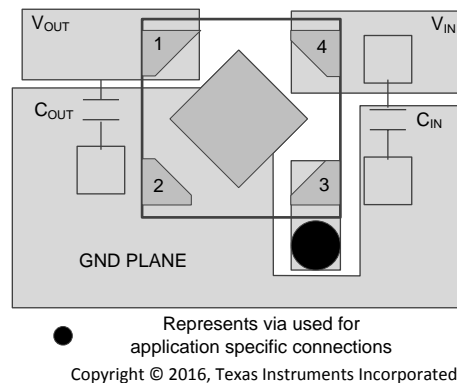 VOUT
VIN
1
4
COUT
CIN
2
3
GND PLANE
Represents via used for
application specific connections
Copyright © 2016, Texas Instruments Incorporated